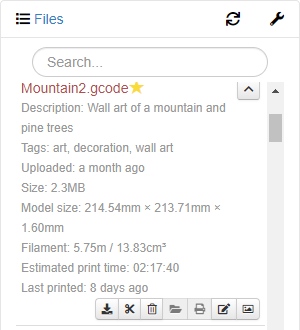 Files
Search...
Mountain2.gcode
Description: Wall art of a mountain and
pine trees
Tags: art, decoration, wall art
Uploaded: a month ago
Size: 2.3MB
Model size: 214.54mm × 213.71mm ×
1.60mm
Filament: 5.75m / 13.83cm³
Estimated print time: 02:17:40
Last printed: 8 days ago